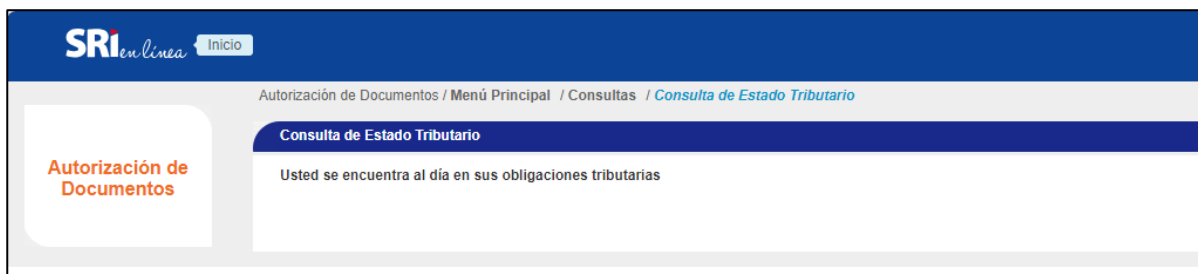 SRi en línea Inicio
Autorización de Documentos / Menú Principal / Consultas / Consulta de Estado Tributario
Consulta de Estado Tributario
Autorización de
Documentos
Usted se encuentra al día en sus obligaciones tributarias